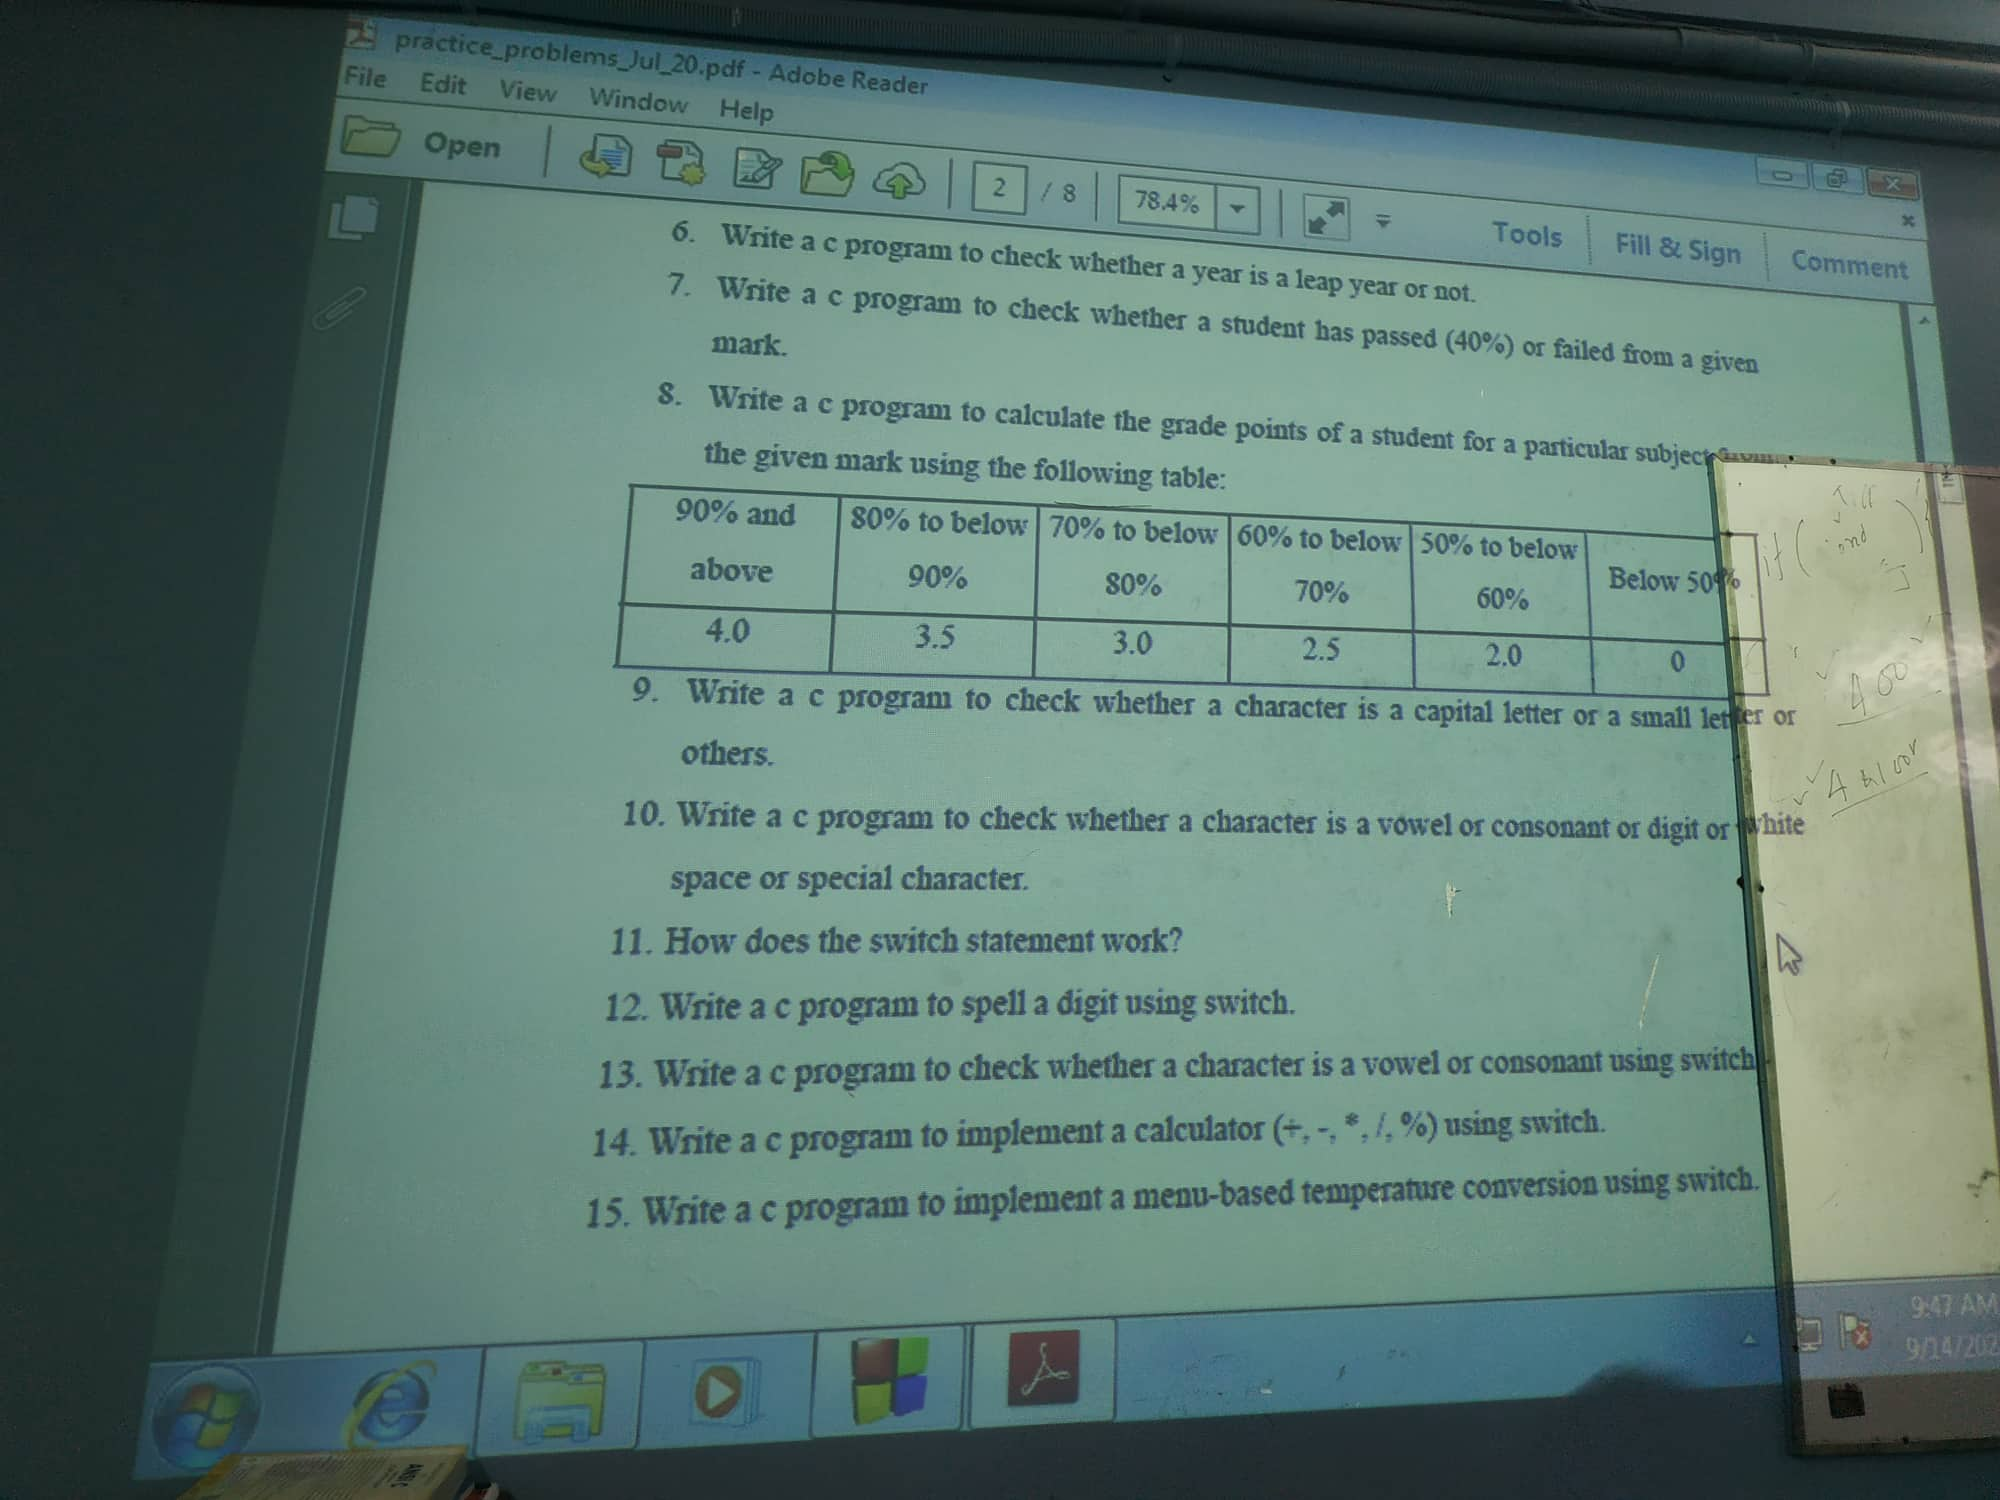 practice_problems_Jul_20.pdf - Adobe Reader
File Edit View Window Help
Open 2 / 8 78.4% Tools Fill & Sign Comment
6. Write a c program to check whether a year is a leap year or not.
7. Write a c program to check whether a student has passed (40%) or failed from a given
mark.
8. Write a c program to calculate the grade points of a student for a particular subject from
the given mark using the following table:
90% and 80% to below 70% to below 60% to below 50% to below
above 90% 80% 70% 60% Below 50%
4.0 3.5 3.0 2.5 2.0 0
9. Write a c program to check whether a character is a capital letter or a small letter or
others.
10. Write a c program to check whether a character is a vowel or consonant or digit or white
space or special character.
11. How does the switch statement work?
12. Write a c program to spell a digit using switch.
13. Write a c program to check whether a character is a vowel or consonant using switch.
14. Write a c program to implement a calculator (+, -, *, /, %) using switch.
15. Write a c program to implement a menu-based temperature conversion using switch.
if (
400
4
9:47 AM
9/14/202
ANSI C